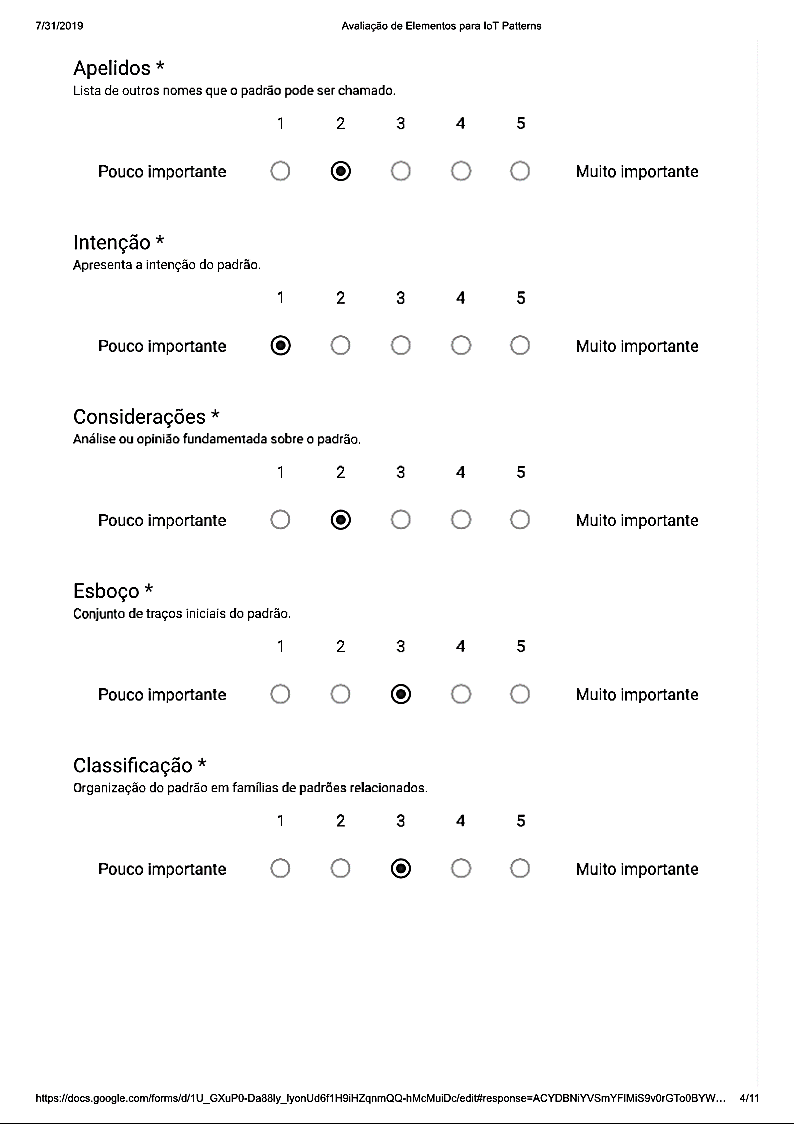 7/31/2019 Avaliação de Elementos para IoT Patterns
Apelidos *
Lista de outros nomes que o padrão pode ser chamado.
1 2 3 4 5
Pouco importante Muito importante
Intenção *
Apresenta a intenção do padrão.
1 2 3 4 5
Pouco importante Muito importante
Considerações *
Análise ou opinião fundamentada sobre o padrão.
1 2 3 4 5
Pouco importante Muito importante
Esboço *
Conjunto de traços iniciais do padrão.
1 2 3 4 5
Pouco importante Muito importante
Classificação *
Organização do padrão em famílias de padrões relacionados.
1 2 3 4 5
Pouco importante Muito importante
https://docs.google.com/forms/d/1U_GXuP0-Da88ly_lyonUd6f1H9iHZqnmQQ-hMcMuiDc/edit#response=ACYDBNiYVSmYFlMiS9v0rGTo0BYW... 4/11